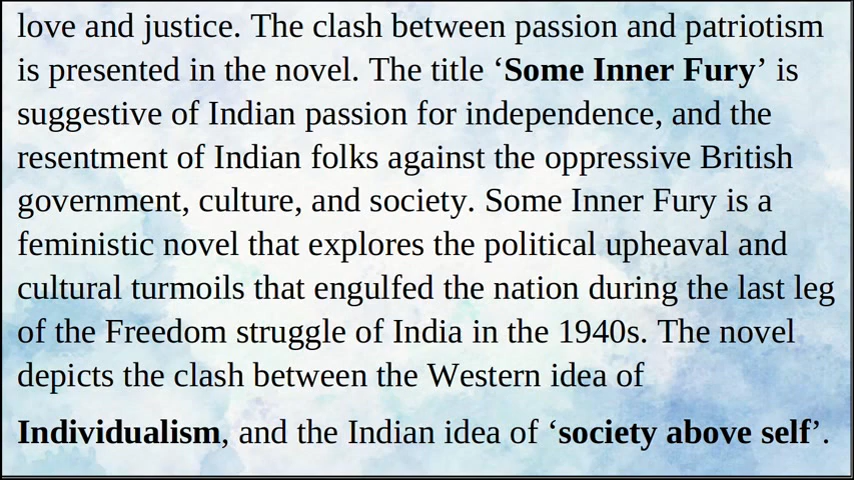 love and justice. The clash between passion and patriotism
is presented in the novel. The title ‘Some Inner Fury’ is
suggestive of Indian passion for independence, and the
resentment of Indian folks against the oppressive British
government, culture, and society. Some Inner Fury is a
feministic novel that explores the political upheaval and
cultural turmoils that engulfed the nation during the last leg
of the Freedom struggle of India in the 1940s. The novel
depicts the clash between the Western idea of
Individualism, and the Indian idea of ‘society above self’.